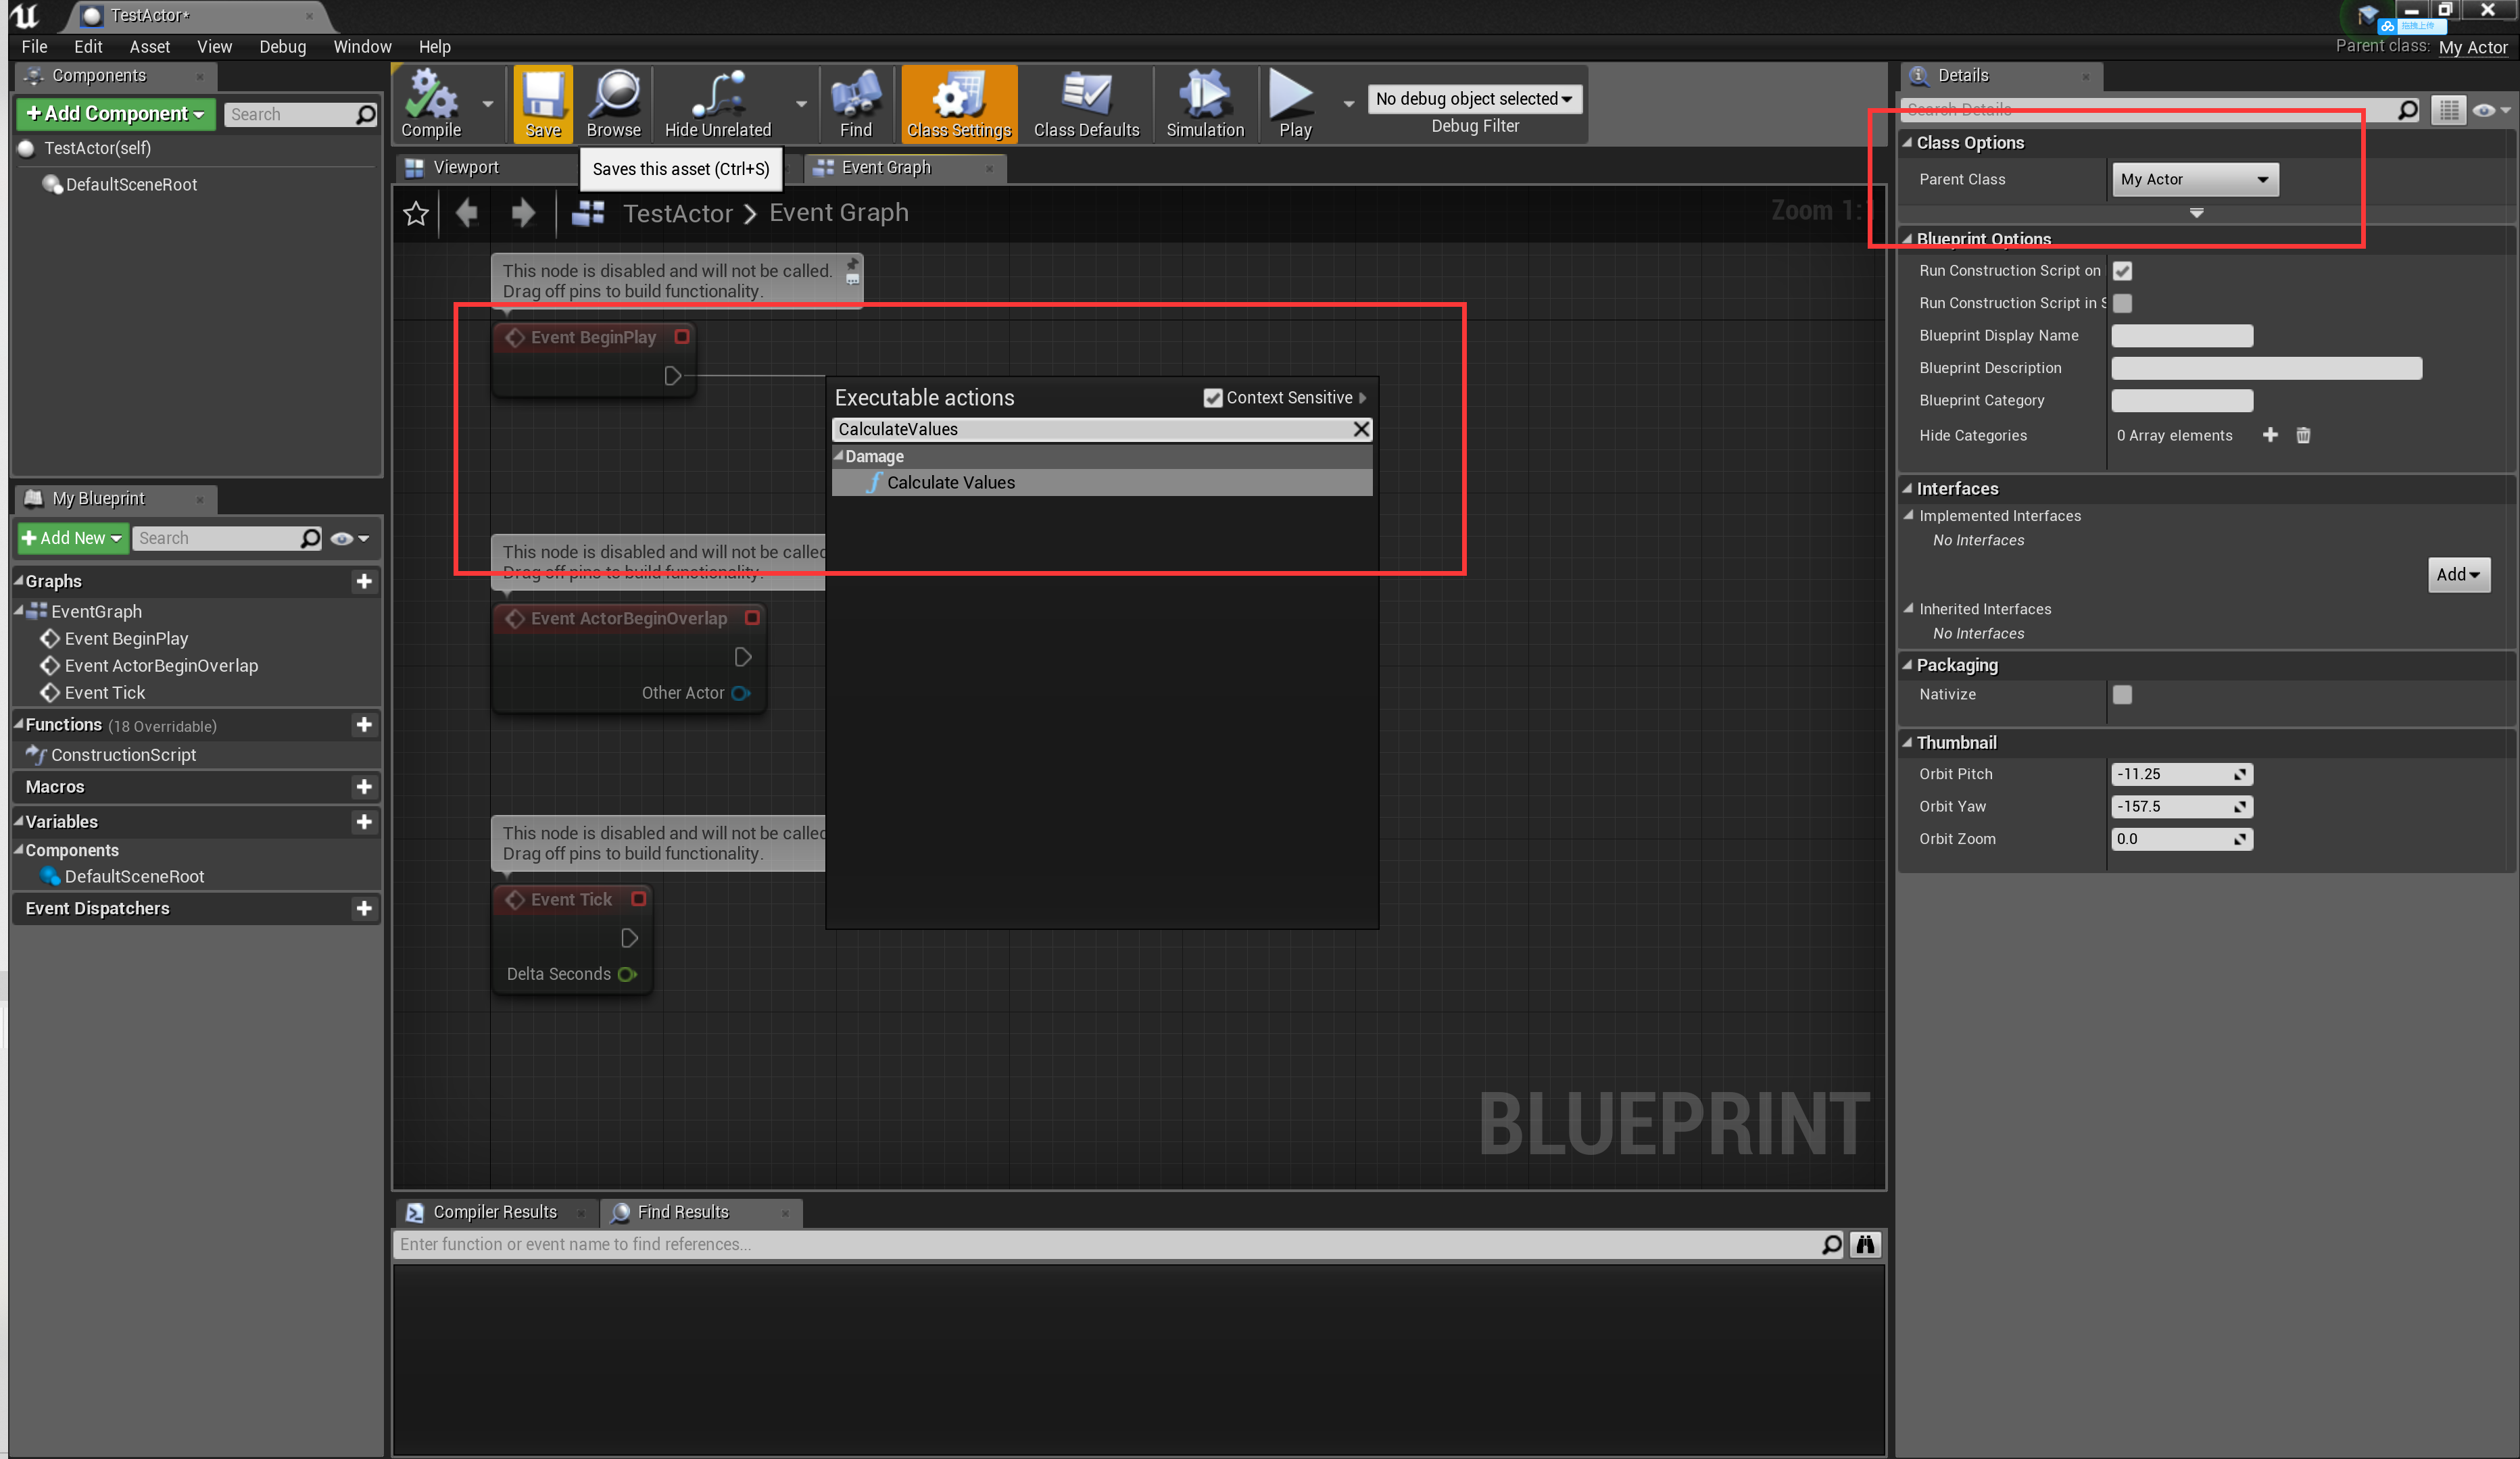 TestActor*
拖拽上传
File Edit Asset View Debug Window Help
Parent class: My Actor
Components
+Add Component
Search
TestActor(self)
DefaultSceneRoot
My Blueprint
Add New
Search
Graphs
EventGraph
Event BeginPlay
Event ActorBeginOverlap
Event Tick
Functions (18 Overridable)
ConstructionScript
Macros
Variables
Components
DefaultSceneRoot
Event Dispatchers
Compile
Save
Browse
Hide Unrelated
Find
Class Settings
Class Defaults
Simulation
Play
No debug object selected
Debug Filter
Viewport
Saves this asset (Ctrl+S)
Event Graph
TestActor > Event Graph
Zoom 1:1
This node is disabled and will not be called.
Drag off pins to build functionality.
Event BeginPlay
Executable actions
Context Sensitive
CalculateValues
Damage
f Calculate Values
This node is disabled and will not be called
Drag off pins to build functionality.
Event ActorBeginOverlap
Other Actor
This node is disabled and will not be called
Drag off pins to build functionality.
Event Tick
Delta Seconds
BLUEPRINT
Compiler Results
Find Results
Enter function or event name to find references...
Details
Search Details
Class Options
Parent Class
My Actor
Blueprint Options
Run Construction Script on
Run Construction Script in S
Blueprint Display Name
Blueprint Description
Blueprint Category
Hide Categories
0 Array elements
Interfaces
Implemented Interfaces
No Interfaces
Add
Inherited Interfaces
No Interfaces
Packaging
Nativize
Thumbnail
Orbit Pitch
-11.25
Orbit Yaw
-157.5
Orbit Zoom
0.0